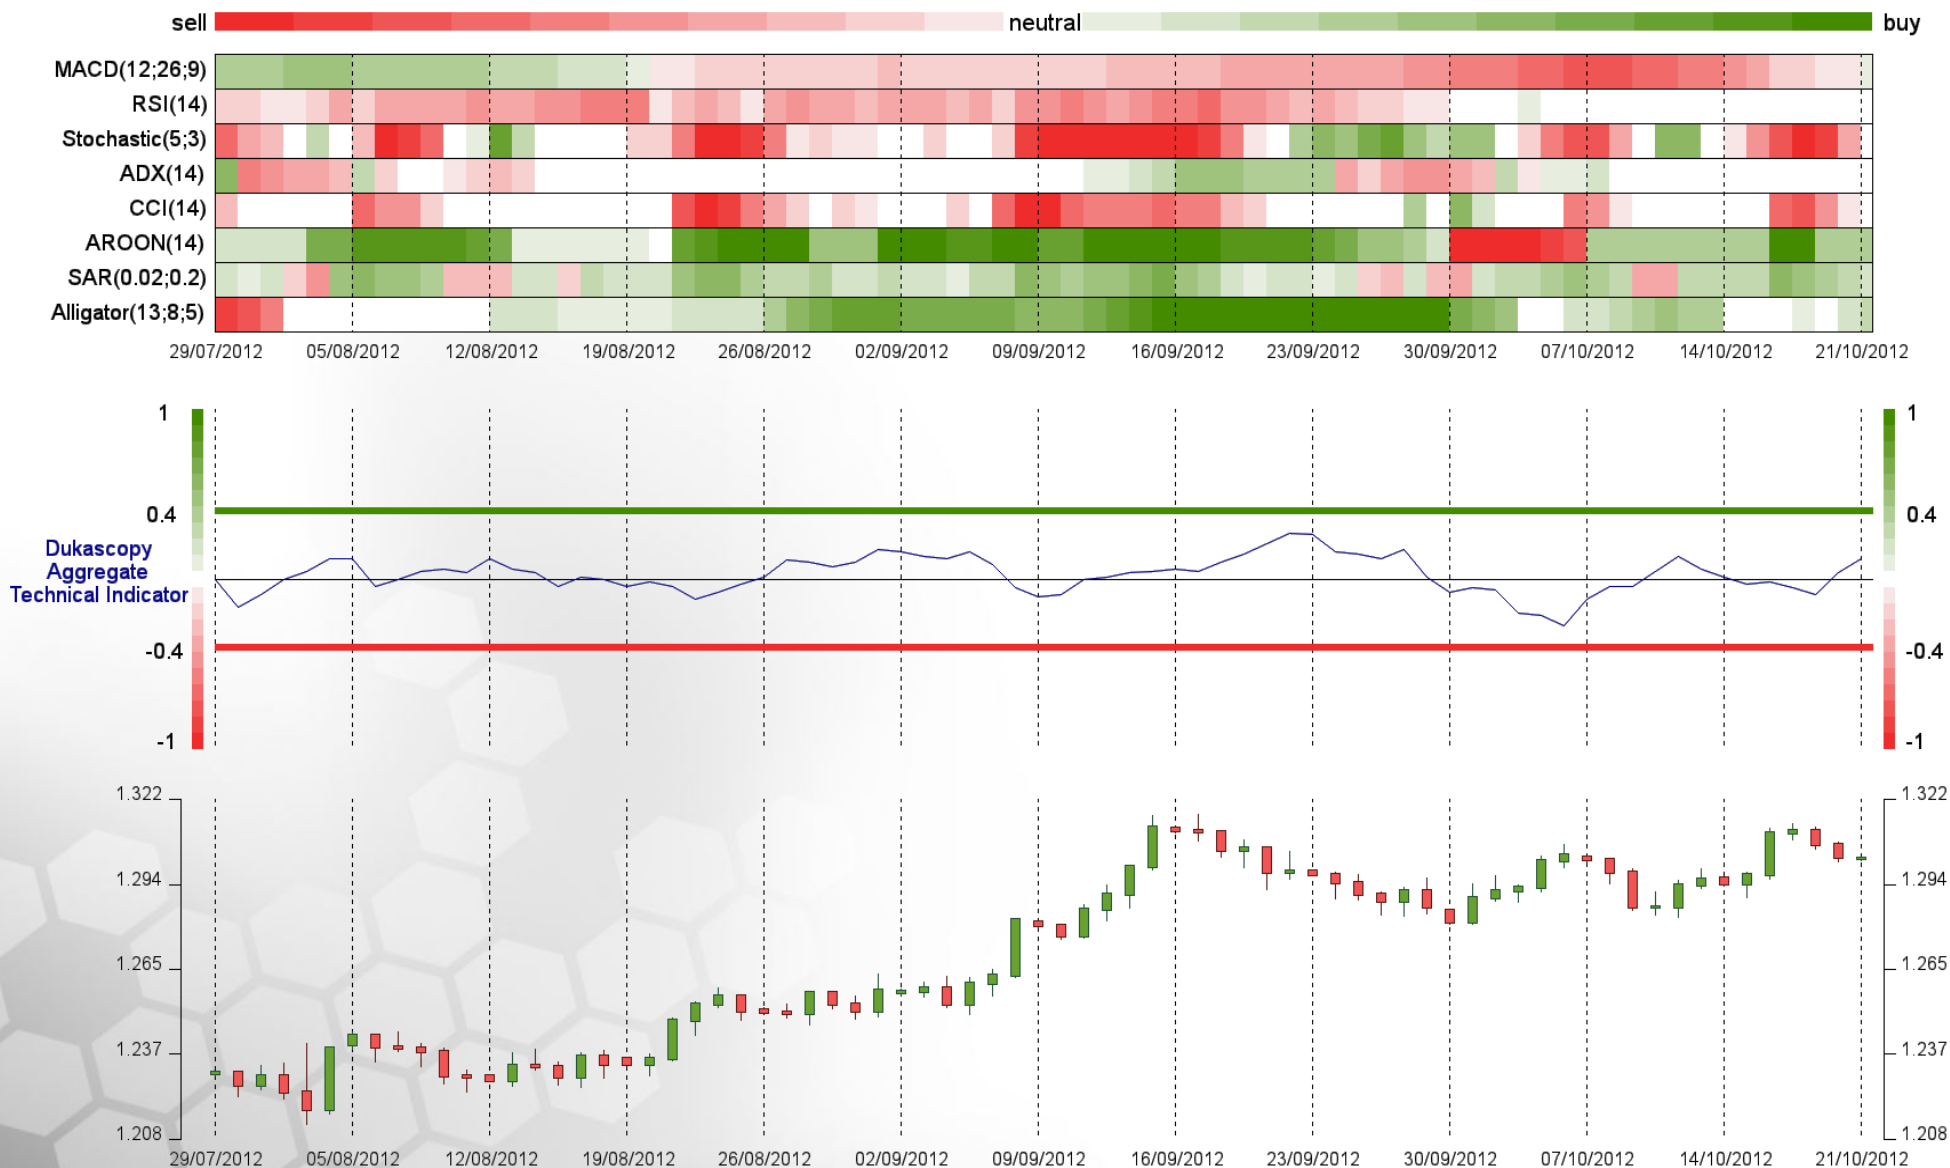 sell neutral buy
MACD(12;26;9)
RSI(14)
Stochastic(5;3)
ADX(14)
CCI(14)
AROON(14)
SAR(0.02;0.2)
Alligator(13;8;5)
29/07/2012 05/08/2012 12/08/2012 19/08/2012 26/08/2012 02/09/2012 09/09/2012 16/09/2012 23/09/2012 30/09/2012 07/10/2012 14/10/2012 21/10/2012
1 1
0.4 0.4
Dukascopy
Aggregate
Technical Indicator
-0.4 -0.4
-1 -1
1.322 1.322
1.294 1.294
1.265 1.265
1.237 1.237
1.208 1.208
29/07/2012 05/08/2012 12/08/2012 19/08/2012 26/08/2012 02/09/2012 09/09/2012 16/09/2012 23/09/2012 30/09/2012 07/10/2012 14/10/2012 21/10/2012